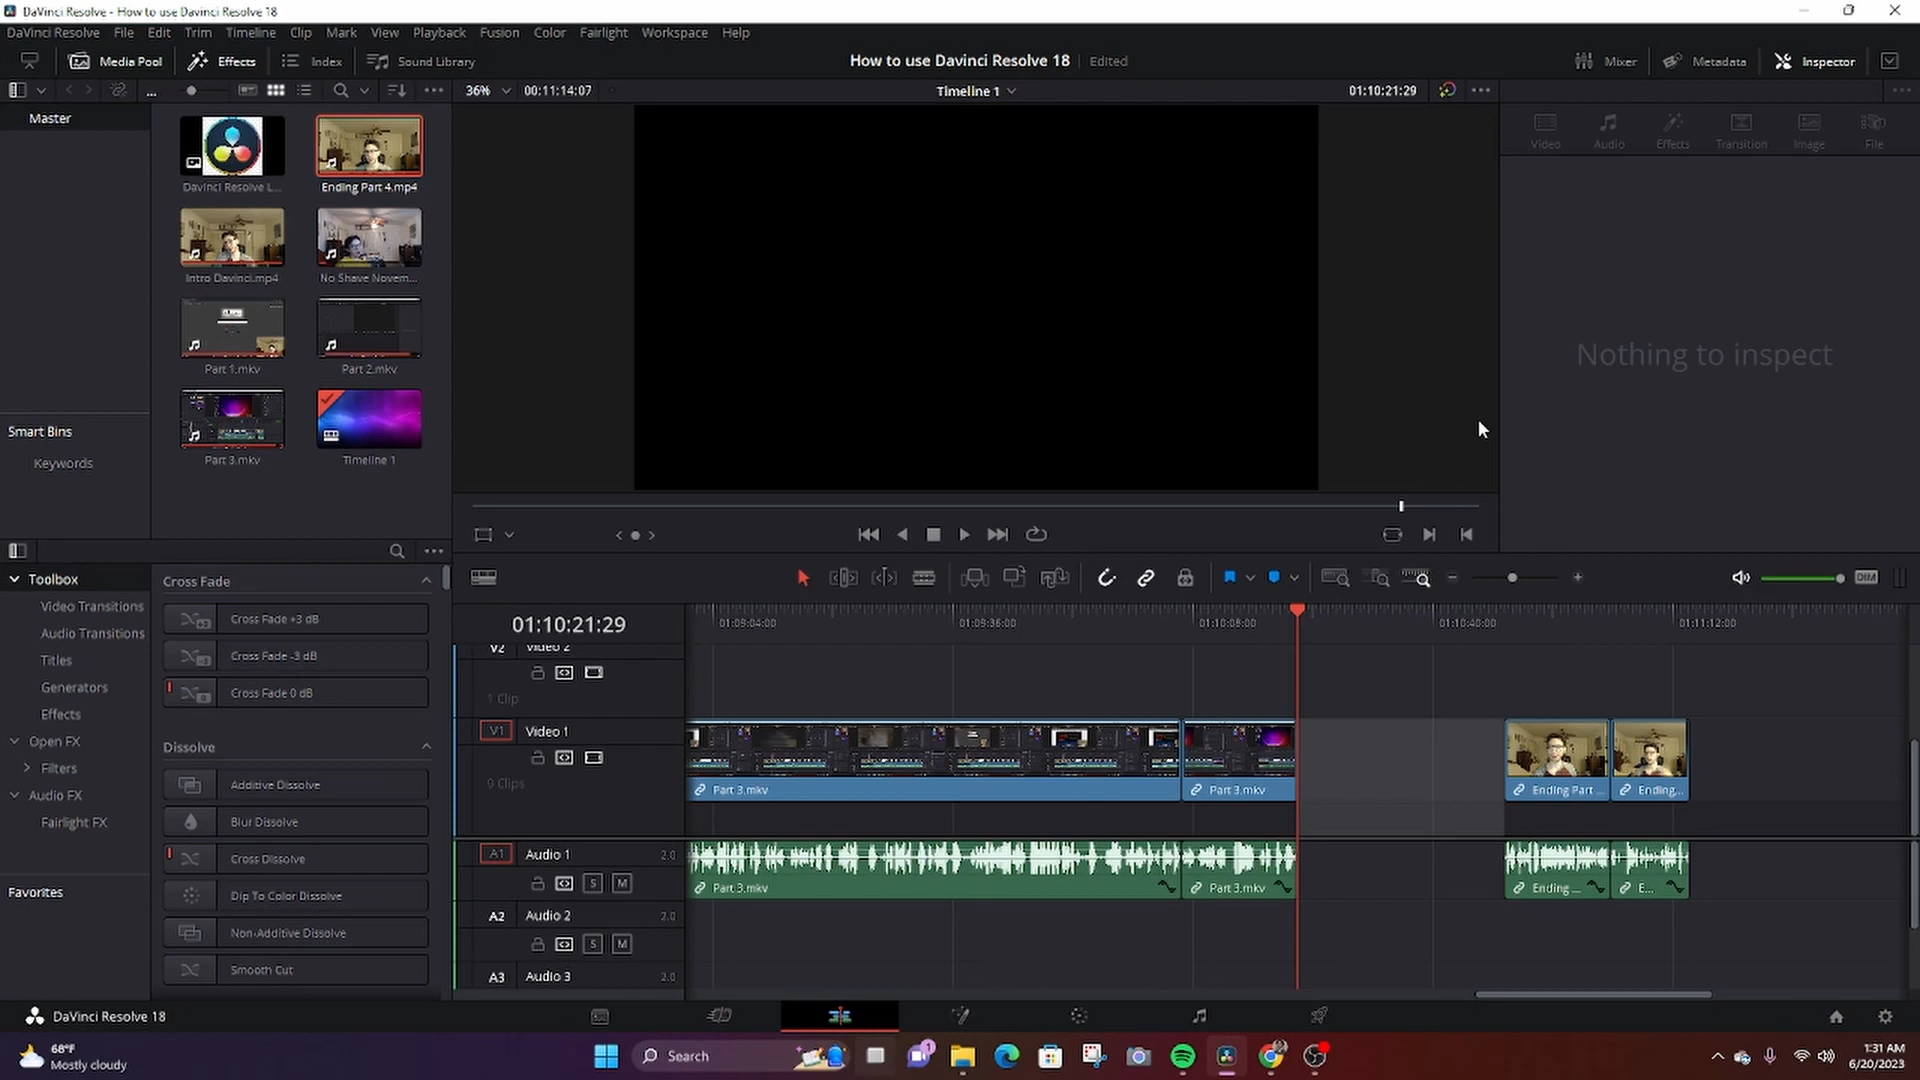 DaVinci Resolve - How to use Davinci Resolve 18
DaVinci Resolve File Edit Trim Timeline Clip Mark View Playback Fusion Color Fairlight Workspace Help
Media Pool Effects Index Sound Library
How to use Davinci Resolve 18 Edited
Mixer Metadata Inspector
36% 00:11:14:07 Timeline 1 01:10:21:29
Master
Davinci Resolve L... Ending Part 4.mp4
Intro Davinci.mp4 No Shave Novem...
Part 1.mkv Part 2.mkv
Part 3.mkv Timeline 1
Smart Bins
Keywords
Video Audio Effects Transition Image File
Nothing to inspect
Toolbox
Video Transitions
Audio Transitions
Titles
Generators
Effects
Open FX
Filters
Audio FX
Fairlight FX
Favorites
Cross Fade
Cross Fade +3 dB
Cross Fade -3 dB
Cross Fade 0 dB
Dissolve
Additive Dissolve
Blur Dissolve
Cross Dissolve
Dip To Color Dissolve
Non-Additive Dissolve
Smooth Cut
DIM
01:10:21:29
01:09:04:00 01:09:36:00 01:10:08:00 01:10:40:00 01:11:12:00
V2 Video 2
1 Clip
V1 Video 1
9 Clips
Part 3.mkv Part 3.mkv Ending Part ... Ending...
A1 Audio 1 2.0
S M
Part 3.mkv Part 3.mkv Ending ... E...
A2 Audio 2 2.0
S M
A3 Audio 3 2.0
DaVinci Resolve 18
68°F
Mostly cloudy
Search
1
1:31 AM
6/20/2023